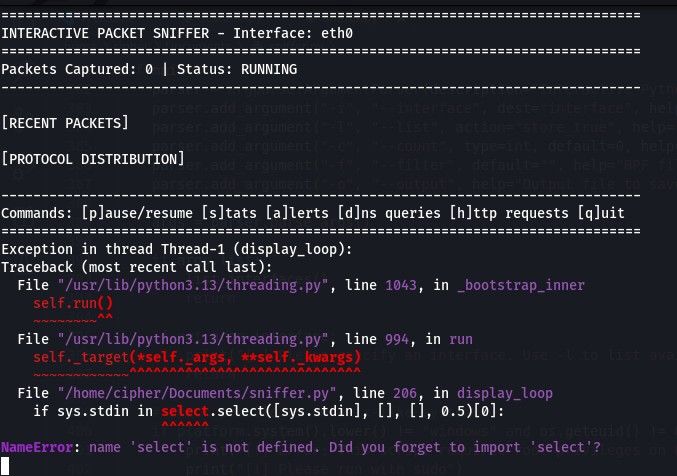 ================================================================================
INTERACTIVE PACKET SNIFFER - Interface: eth0
================================================================================
Packets Captured: 0 | Status: RUNNING
--------------------------------------------------------------------------------
[RECENT PACKETS]
[PROTOCOL DISTRIBUTION]
--------------------------------------------------------------------------------
Commands: [p]ause/resume [s]tats [a]lerts [d]ns queries [h]ttp requests [q]uit
================================================================================
Exception in thread Thread-1 (display_loop):
Traceback (most recent call last):
  File "/usr/lib/python3.13/threading.py", line 1043, in _bootstrap_inner
    self.run()
    ~~~~~~~~^^
  File "/usr/lib/python3.13/threading.py", line 994, in run
    self._target(*self._args, **self._kwargs)
    ~~~~~~~~~~~~^^^^^^^^^^^^^^^^^^^^^^^^^^^^^
  File "/home/cipher/Documents/sniffer.py", line 206, in display_loop
    if sys.stdin in select.select([sys.stdin], [], [], 0.5)[0]:
                    ^^^^^^
NameError: name 'select' is not defined. Did you forget to import 'select'?